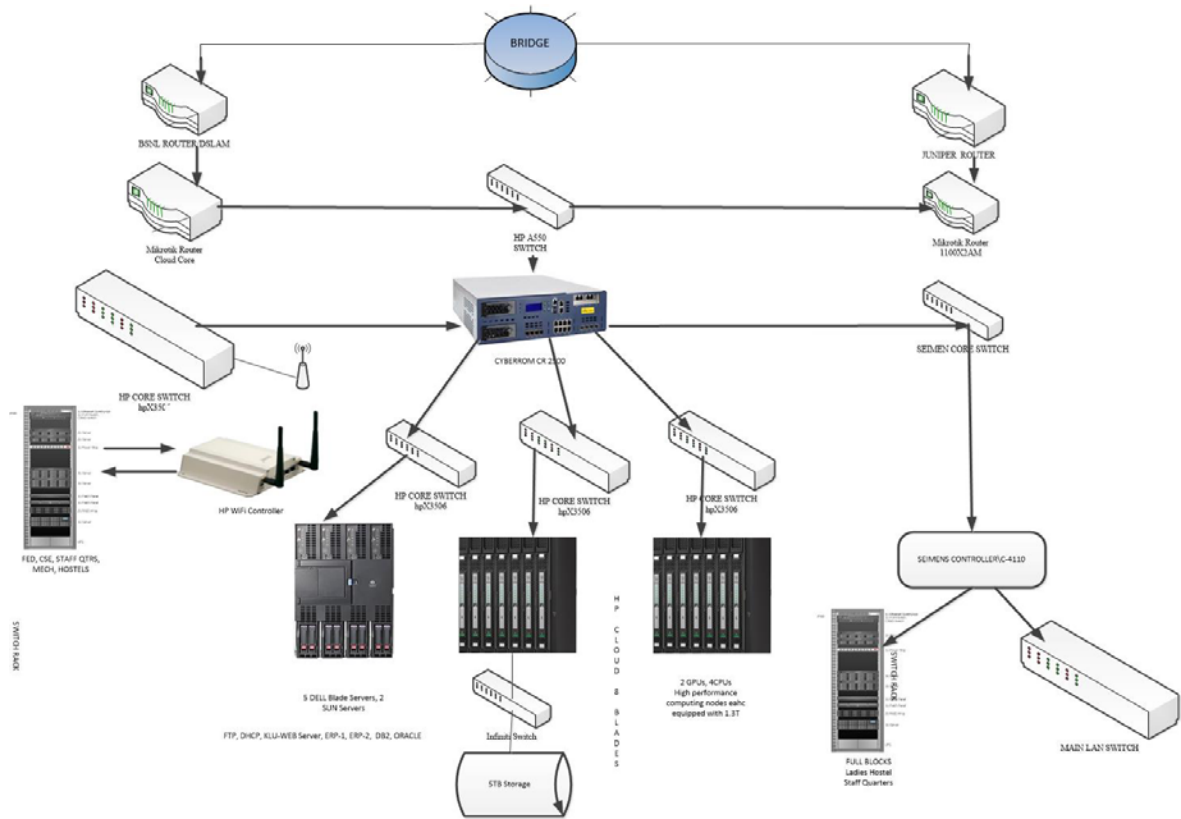 BRIDGE
BSNL ROUTER DSLAM
JUNIPER ROUTER
Mikrotik Router
Cloud Core
HP A550
SWITCH
Mikrotik Router
1100X2AM
CYBERROM CR 2500
SEIMEN CORE SWITCH
HP CORE SWITCH
HP WiFi Controller
FED, CSE, STAFF QTRS,
MECH, HOSTELS
SWITCH RACK
HP CORE SWITCH
hpX3506
HP CORE SWITCH
hpX3506
HP CORE SWITCH
hpX3506
SEIMENS CONTROLLER\C-4110
5 DELL Blade Servers, 2
SUN Servers
FTP, DHCP, KLU-WEB Server, ERP-1, ERP-2, DB2, ORACLE
Infiniti Switch
5TB Storage
HP CLOUD 8 BLADES
2 GPUs, 4CPUs
High performance
computing nodes eahc
equipped with 1.3T
SWITCH RACK
FULL BLOCKS
Ladies Hostel
Staff Quarters
MAIN LAN SWITCH